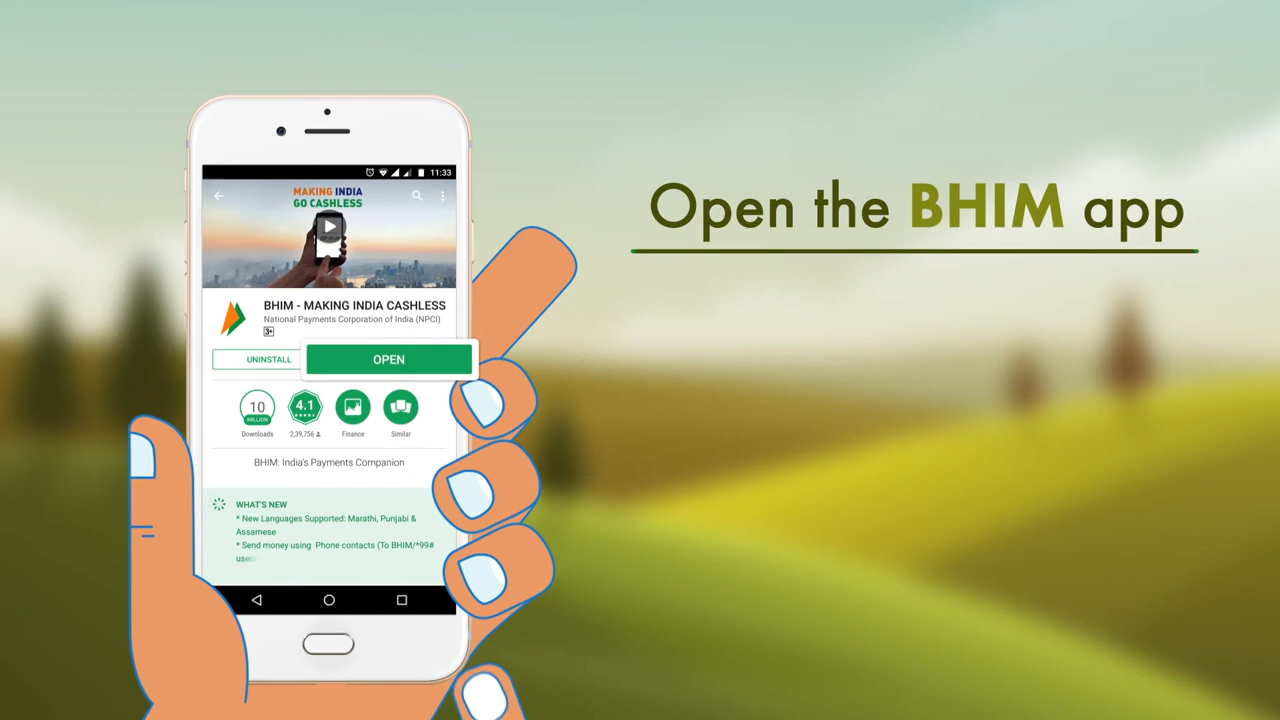 Open the BHIM app
11:33
MAKING INDIA
GO CASHLESS
BHIM - MAKING INDIA CASHLESS
National Payments Corporation of India (NPCI)
3+
UNINSTALL
OPEN
10
MILLION
4.1
Downloads
2,39,756
Finance
Similar
BHIM: India's Payments Companion
WHAT'S NEW
* New Languages Supported: Marathi, Punjabi &
Assamese
* Send money using Phone contacts (To BHIM/*99#
users